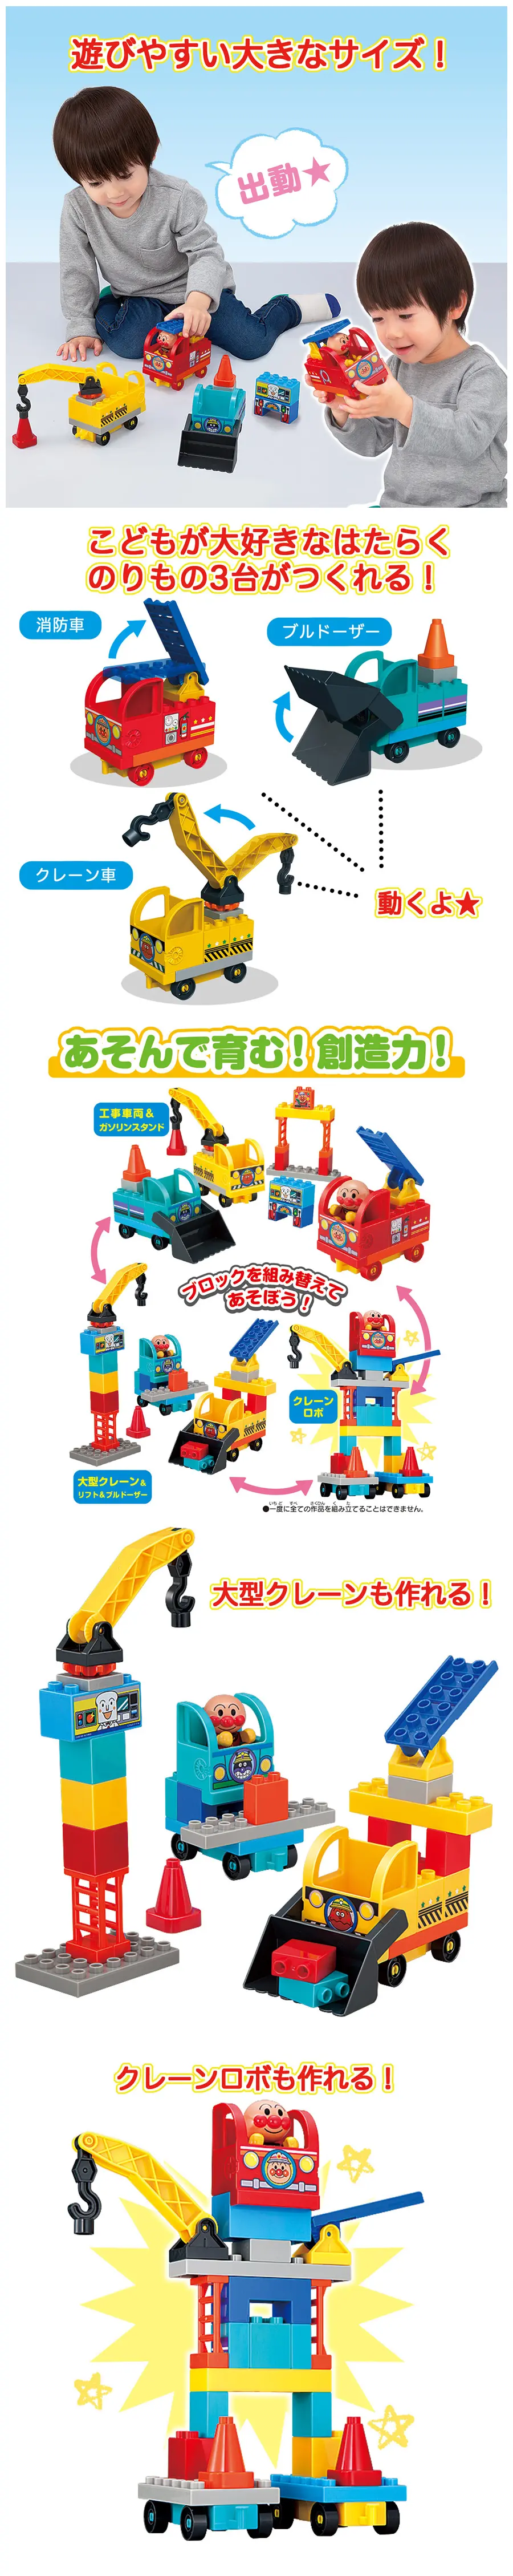 遊びやすい大きなサイズ！
出動★
こどもが大好きなはたらく
のりもの3台がつくれる！
消防車
ブルドーザー
クレーン車
動くよ★
あそんで育む！創造力！
工事車両＆
ガソリンスタンド
ブロックを組み替えて
あそぼう！
クレーン
ロボ
大型クレーン＆
リフト＆ブルドーザー
●一度に全ての作品を組み立てることはできません。
大型クレーンも作れる！
クレーンロボも作れる！